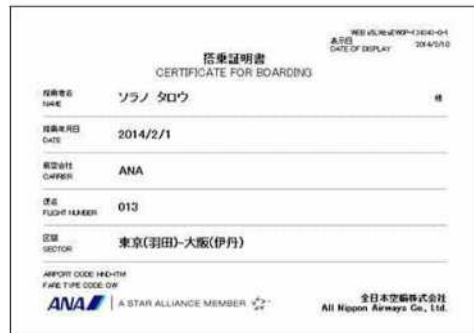 表示日
DATE OF DISPLAY 2014/2/10
搭乗証明書
CERTIFICATE FOR BOARDING
搭乗者名
NAME
ソラノ タロウ 様
搭乗年月日
DATE
2014/2/1
航空会社
CARRIER
ANA
便名
FLIGHT NUMBER
013
区間
SECTOR
東京(羽田)-大阪(伊丹)
AIRPORT CODE: HND-ITM
FARE TYPE CODE: OW
ANA A STAR ALLIANCE MEMBER
全日本空輸株式会社
All Nippon Airways Co., Ltd.